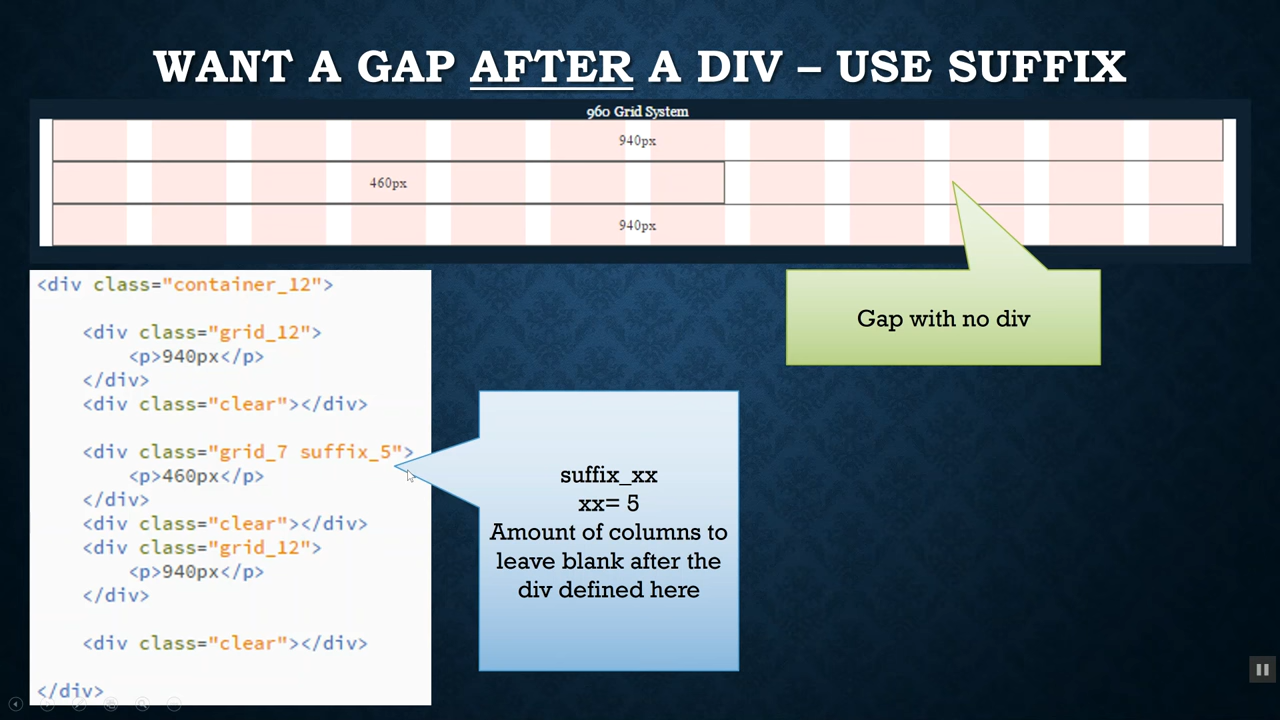 WANT A GAP AFTER A DIV – USE SUFFIX
960 Grid System
940px
460px
940px
Gap with no div
<div class="container_12">
<div class="grid_12">
<p>940px</p>
</div>
<div class="clear"></div>
<div class="grid_7 suffix_5">
<p>460px</p>
</div>
<div class="clear"></div>
<div class="grid_12">
<p>940px</p>
</div>
<div class="clear"></div>
</div>
suffix_xx
xx= 5
Amount of columns to
leave blank after the
div defined here